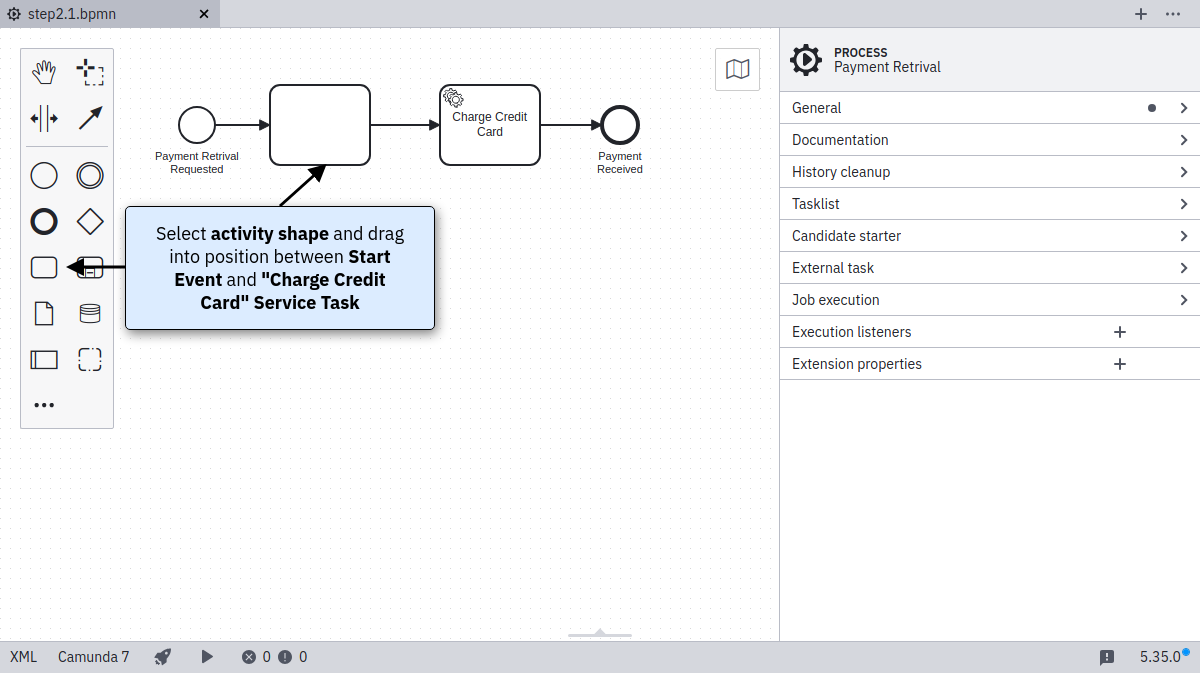 step2.1.bpmn
PROCESS
Payment Retrival
General
Documentation
History cleanup
Tasklist
Candidate starter
External task
Job execution
Execution listeners
Extension properties
Payment Retrival
Requested
Charge Credit
Card
Payment
Received
Select activity shape and drag
into position between Start
Event and "Charge Credit
Card" Service Task
XML Camunda 7 0 0 5.35.0